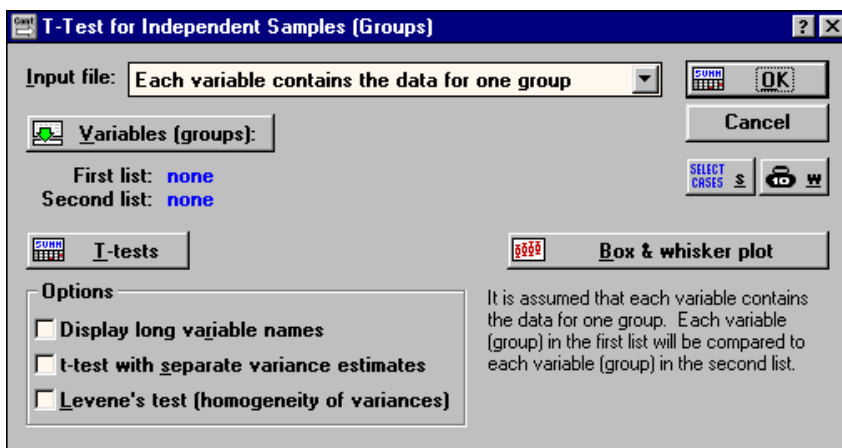 Cont
T-Test for Independent Samples (Groups)
? X
Input file: Each variable contains the data for one group
SUMM OK
Cancel
Variables (groups):
First list: none
Second list: none
SELECT CASES S
W
SUMM T-tests
Box & whisker plot
Options
Display long variable names
t-test with separate variance estimates
Levene's test (homogeneity of variances)
It is assumed that each variable contains
the data for one group. Each variable
(group) in the first list will be compared to
each variable (group) in the second list.